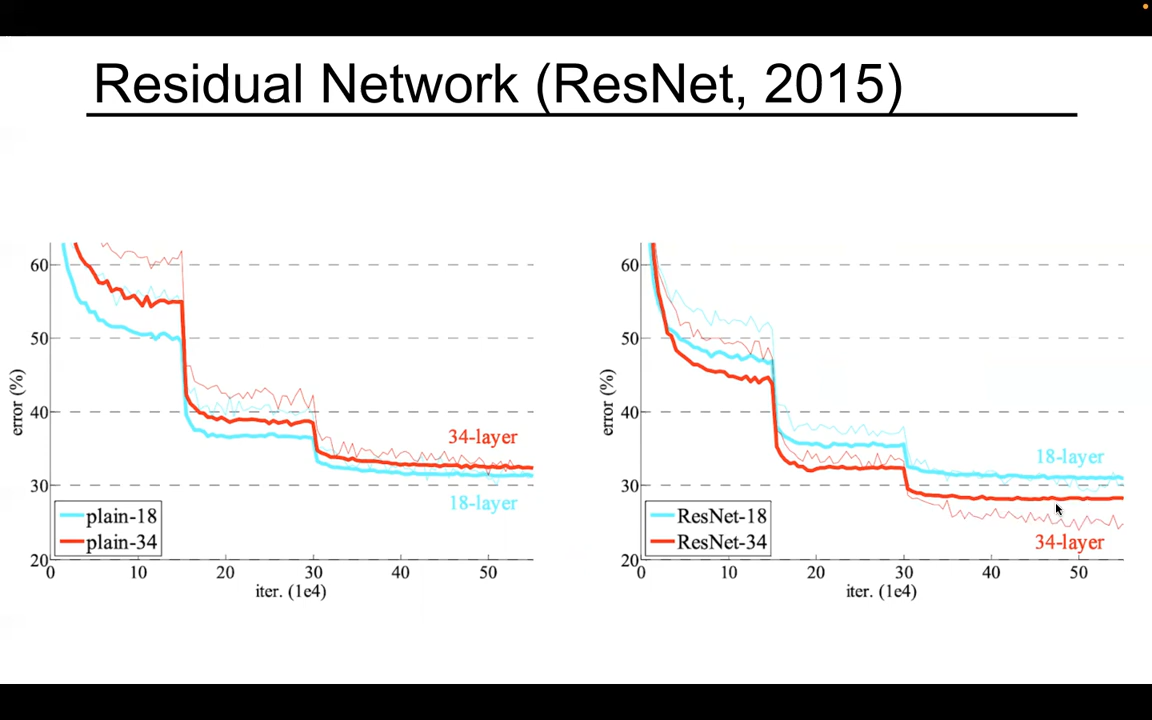 Residual Network (ResNet, 2015)
60
50
40
30
20
error (%)
34-layer
18-layer
plain-18
plain-34
0 10 20 30 40 50
iter. (1e4)
60
50
40
30
20
error (%)
18-layer
34-layer
ResNet-18
ResNet-34
0 10 20 30 40 50
iter. (1e4)